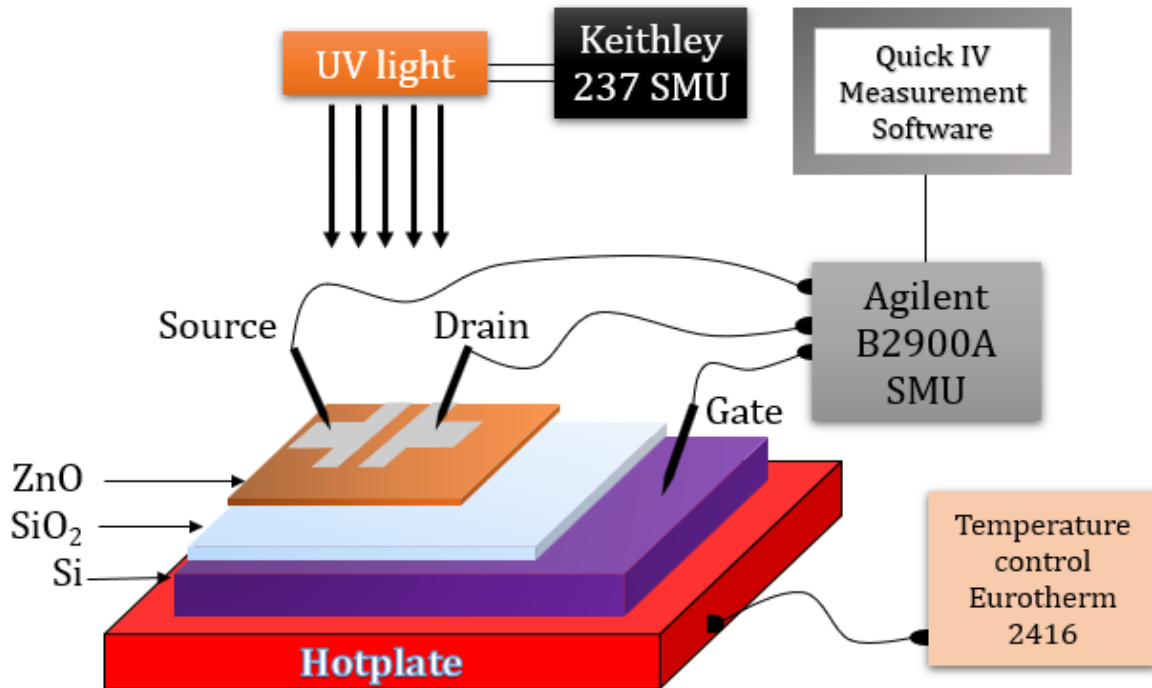 UV light
Keithley
237 SMU
Quick IV
Measurement
Software
Source
Drain
Agilent
B2900A
SMU
Gate
ZnO
SiO₂
Si
Temperature
control
Eurotherm
2416
Hotplate